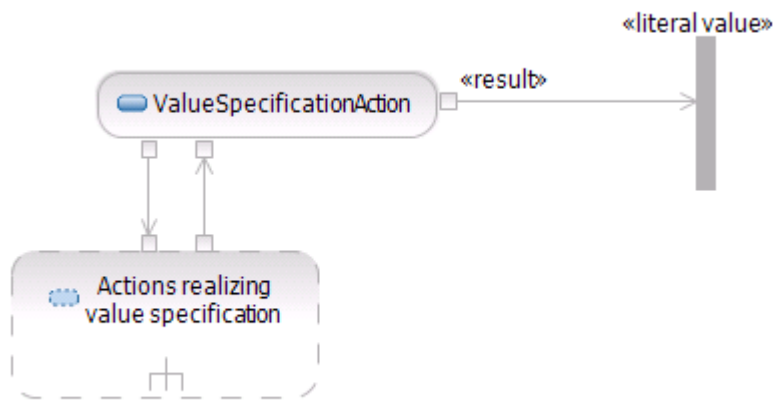 «literal value»
ValueSpecificationAction
«result»
Actions realizing
value specification